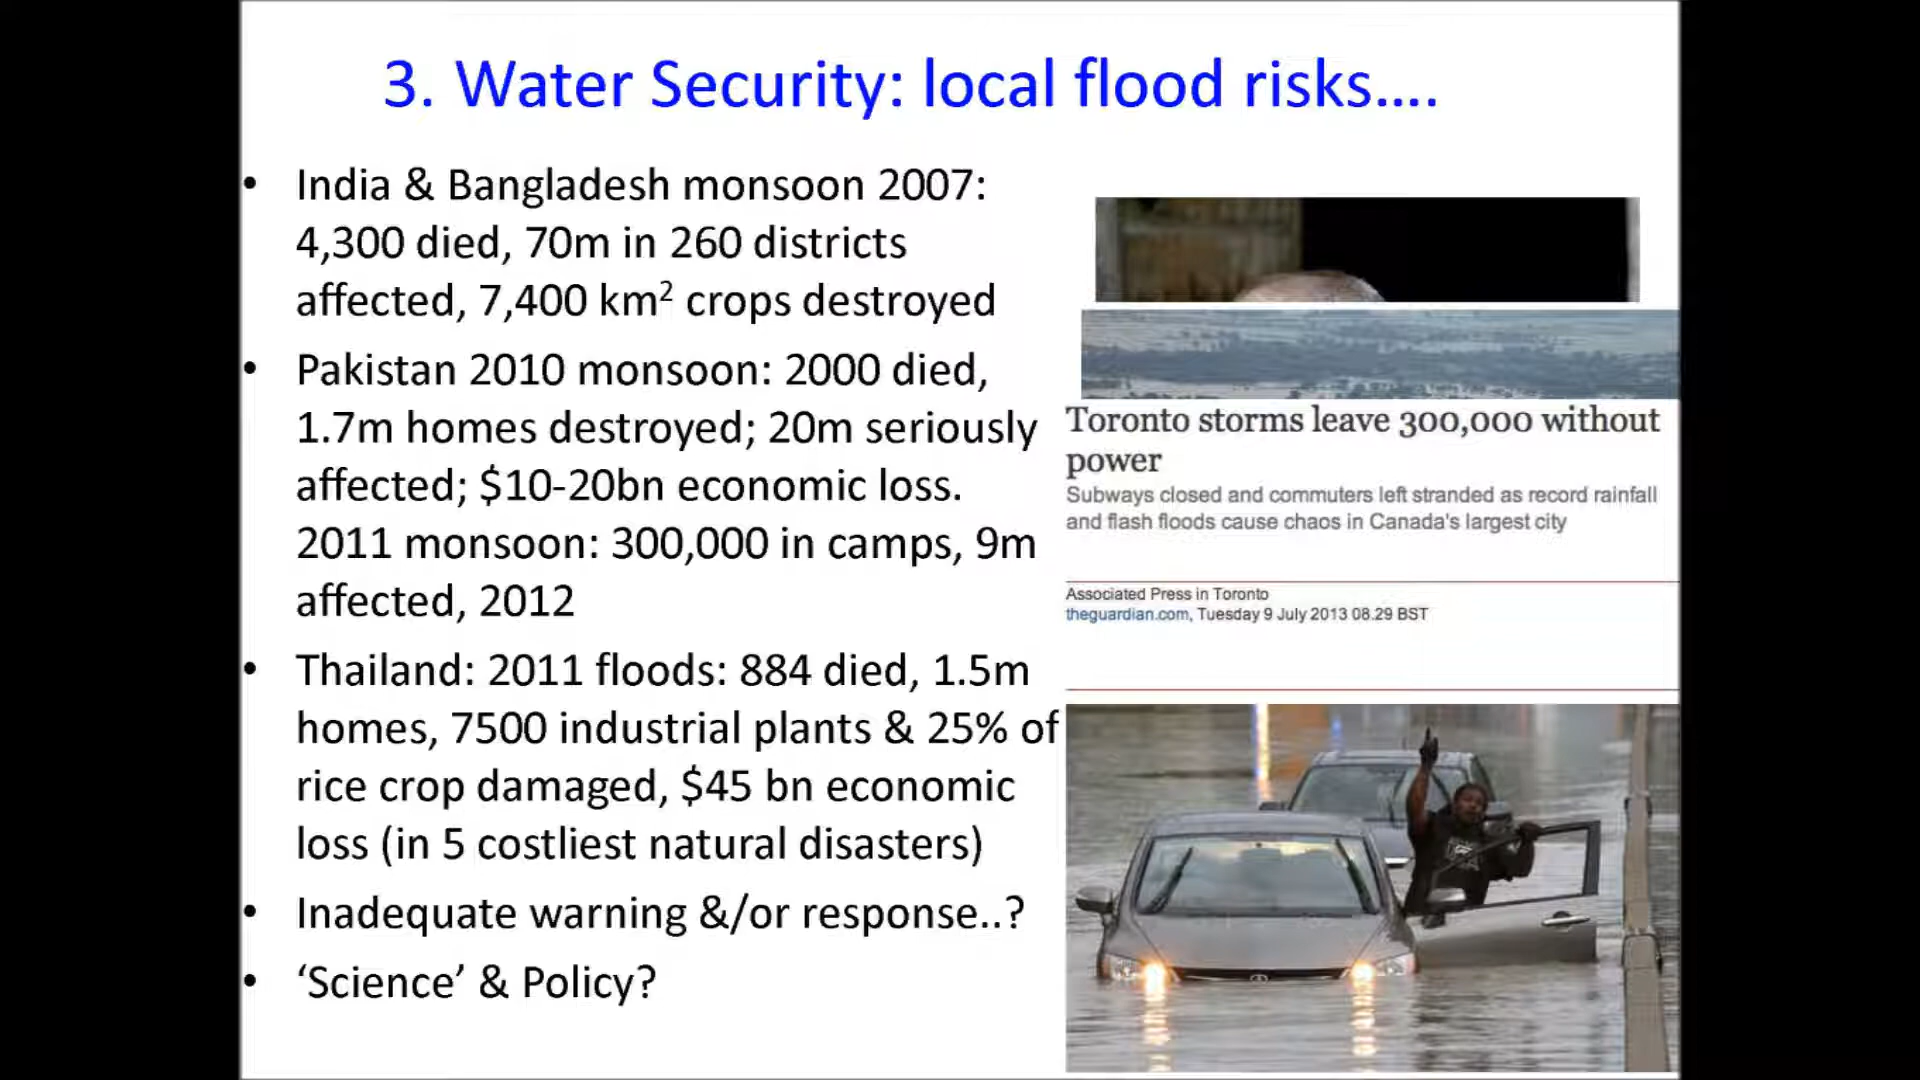 3. Water Security: local flood risks....
• India & Bangladesh monsoon 2007:
4,300 died, 70m in 260 districts
affected, 7,400 km² crops destroyed
• Pakistan 2010 monsoon: 2000 died,
1.7m homes destroyed; 20m seriously
affected; $10-20bn economic loss.
2011 monsoon: 300,000 in camps, 9m
affected, 2012
• Thailand: 2011 floods: 884 died, 1.5m
homes, 7500 industrial plants & 25% of
rice crop damaged, $45 bn economic
loss (in 5 costliest natural disasters)
• Inadequate warning &/or response..?
• ‘Science’ & Policy?
Toronto storms leave 300,000 without
power
Subways closed and commuters left stranded as record rainfall
and flash floods cause chaos in Canada's largest city
Associated Press in Toronto
theguardian.com, Tuesday 9 July 2013 08.29 BST